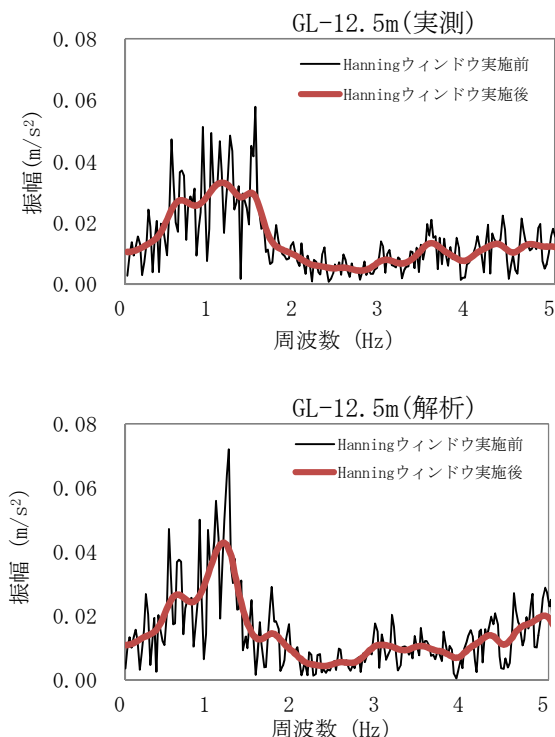 GL-12.5m(実測)
0.08
0.06
0.04
0.02
0.00
振幅(m/s²)
Hanningウィンドウ実施前
Hanningウィンドウ実施後
0 1 2 3 4 5
周波数 (Hz)
GL-12.5m(解析)
0.08
0.06
0.04
0.02
0.00
振幅 (m/s²)
Hanningウィンドウ実施前
Hanningウィンドウ実施後
0 1 2 3 4 5
周波数 (Hz)